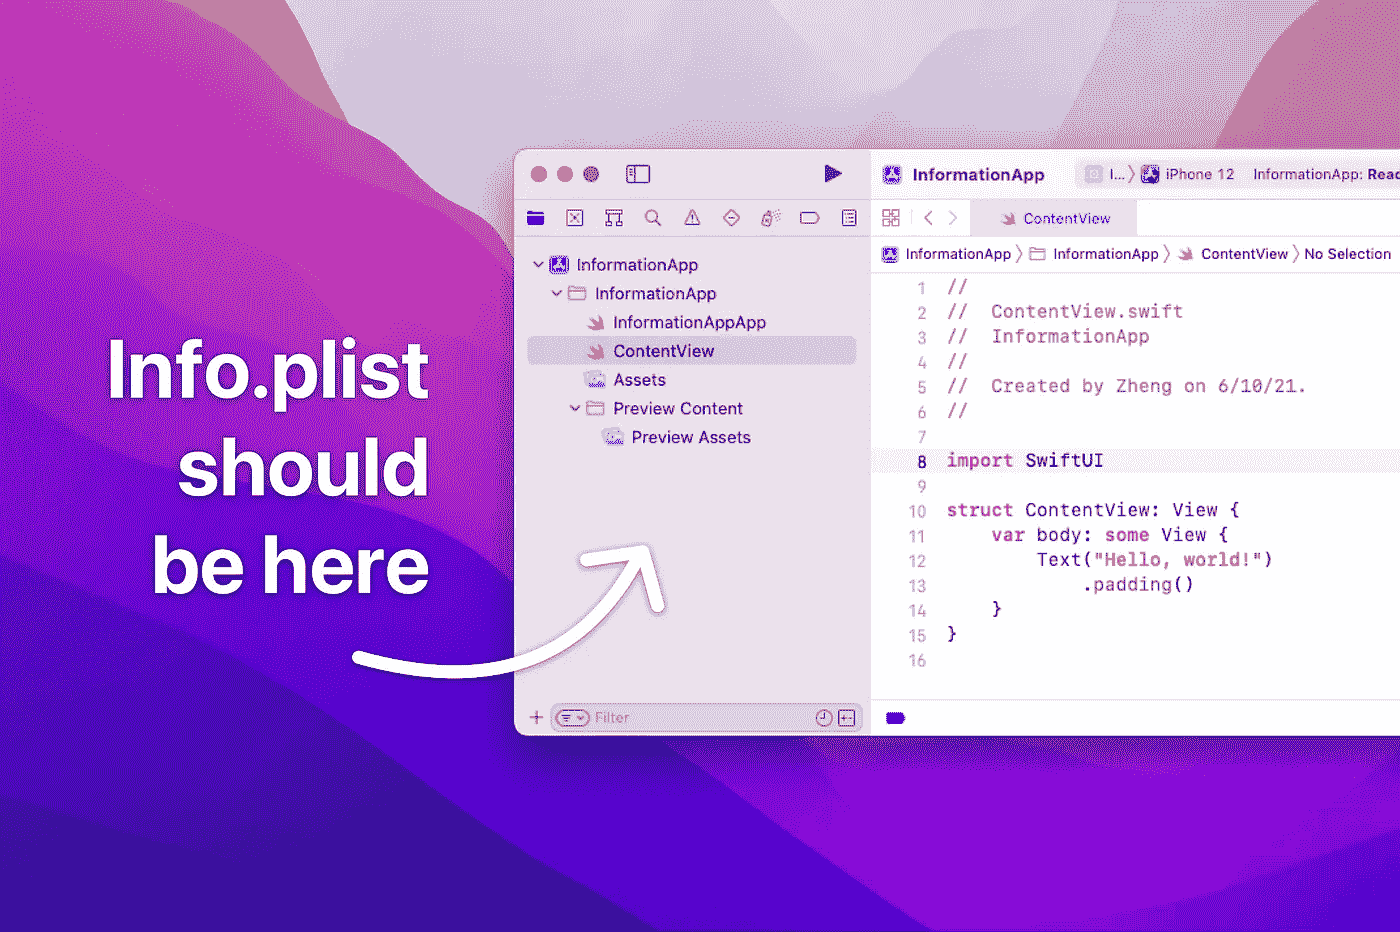 Info.plist
should
be here
InformationApp
I...
iPhone 12
InformationApp: Reac
ContentView
InformationApp
InformationApp
ContentView
No Selection
InformationApp
InformationApp
InformationAppApp
ContentView
Assets
Preview Content
Preview Assets
Filter
1 //
2 //  ContentView.swift
3 //  InformationApp
4 //
5 //  Created by Zheng on 6/10/21.
6 //
7
8 import SwiftUI
9
10 struct ContentView: View {
11     var body: some View {
12         Text("Hello, world!")
13             .padding()
14     }
15 }
16